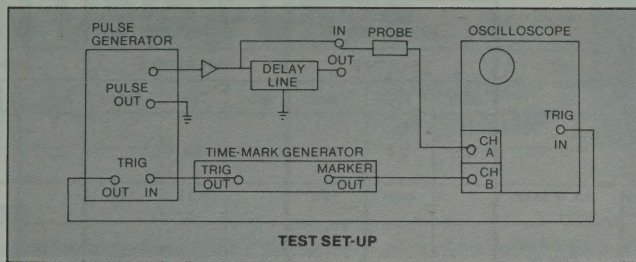 PULSE
GENERATOR
PULSE
OUT
TRIG
OUT IN
IN
OUT
PROBE
DELAY
LINE
TIME-MARK GENERATOR
TRIG
OUT
MARKER
OUT
OSCILLOSCOPE
TRIG
IN
CH
A
CH
B
TEST SET-UP